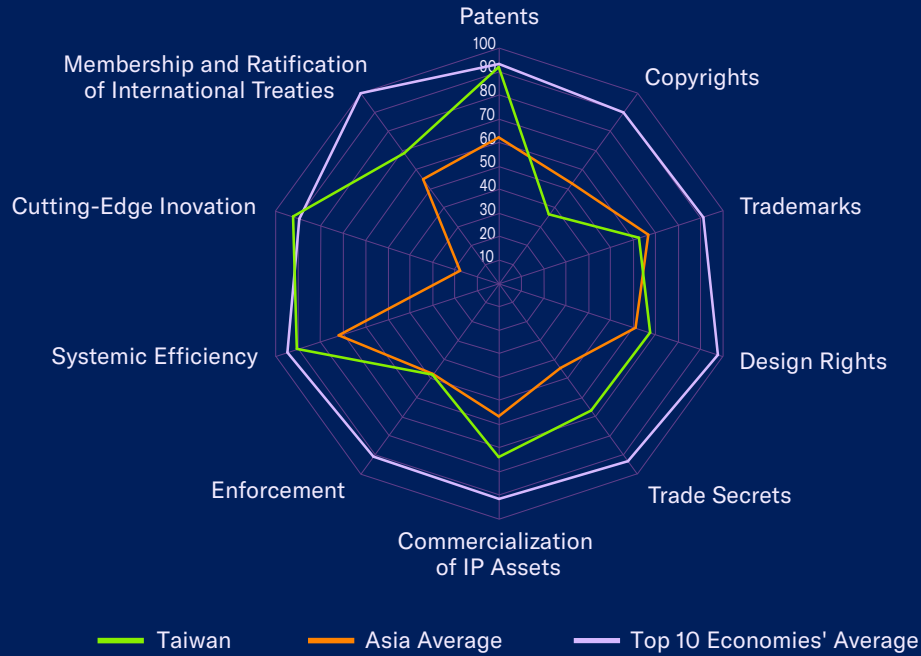 Patents
Copyrights
Trademarks
Design Rights
Trade Secrets
Commercialization
of IP Assets
Enforcement
Systemic Efficiency
Cutting-Edge Inovation
Membership and Ratification
of International Treaties
100
90
80
70
60
50
40
30
20
10
Taiwan
Asia Average
Top 10 Economies' Average